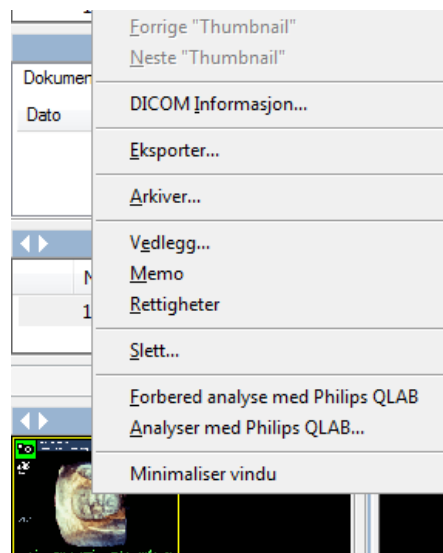 Forrige "Thumbnail"
Neste "Thumbnail"
Dokumen
DICOM Informasjon...
Dato
Eksporter...
Arkiver...
Vedlegg...
Memo
1
Rettigheter
Slett...
Forbered analyse med Philips QLAB
Analyser med Philips QLAB...
Minimaliser vindu